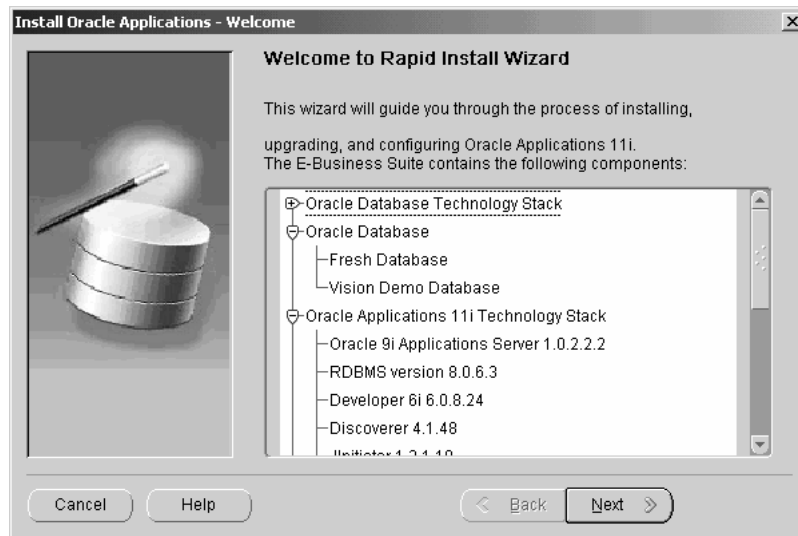 Install Oracle Applications - Welcome
Welcome to Rapid Install Wizard
This wizard will guide you through the process of installing,
upgrading, and configuring Oracle Applications 11i.
The E-Business Suite contains the following components:
Oracle Database Technology Stack
Oracle Database
Fresh Database
Vision Demo Database
Oracle Applications 11i Technology Stack
Oracle 9i Applications Server 1.0.2.2.2
RDBMS version 8.0.6.3
Developer 6i 6.0.8.24
Discoverer 4.1.48
Cancel
Help
Back
Next